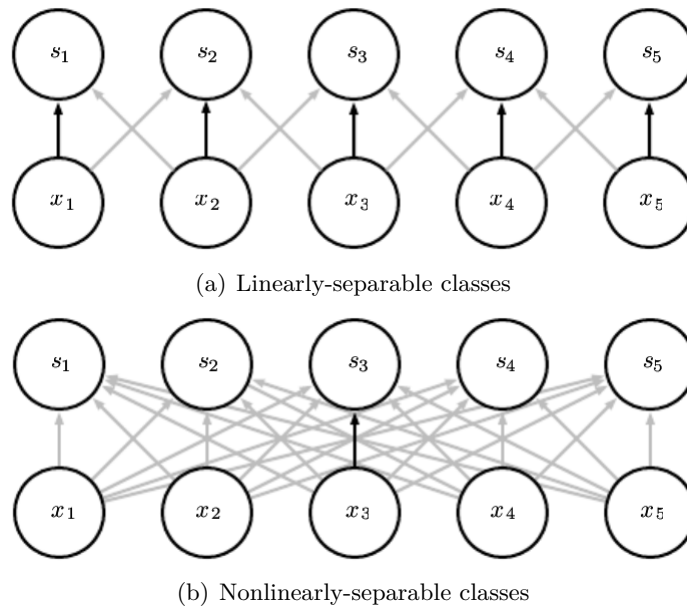 s₁ s₂ s₃ s₄ s₅
x₁ x₂ x₃ x₄ x₅
(a) Linearly-separable classes
s₁ s₂ s₃ s₄ s₅
x₁ x₂ x₃ x₄ x₅
(b) Nonlinearly-separable classes